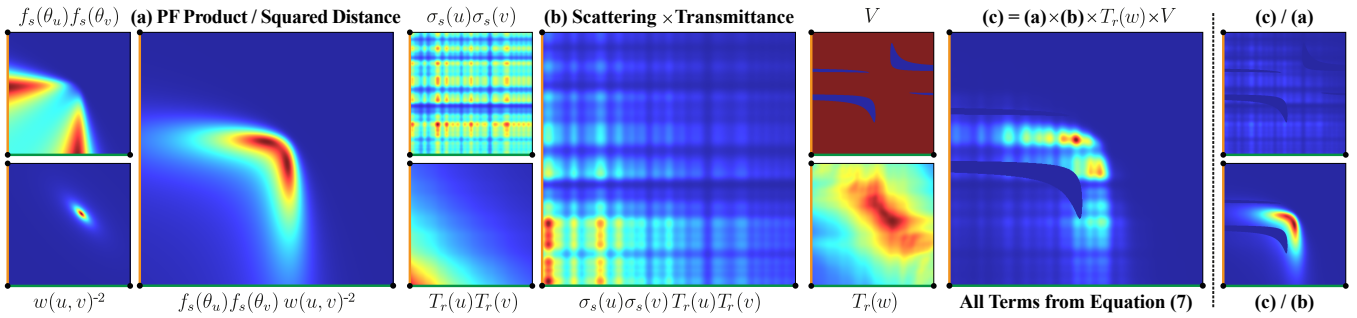 f_s(θ_u)f_s(θ_v) (a) PF Product / Squared Distance σ_s(u)σ_s(v) (b) Scattering ×Transmittance V (c) = (a)×(b)×T_r(w)×V (c) / (a)
w(u, v)^-2 f_s(θ_u)f_s(θ_v) w(u, v)^-2 T_r(u)T_r(v) σ_s(u)σ_s(v)T_r(u)T_r(v) T_r(w) All Terms from Equation (7) (c) / (b)